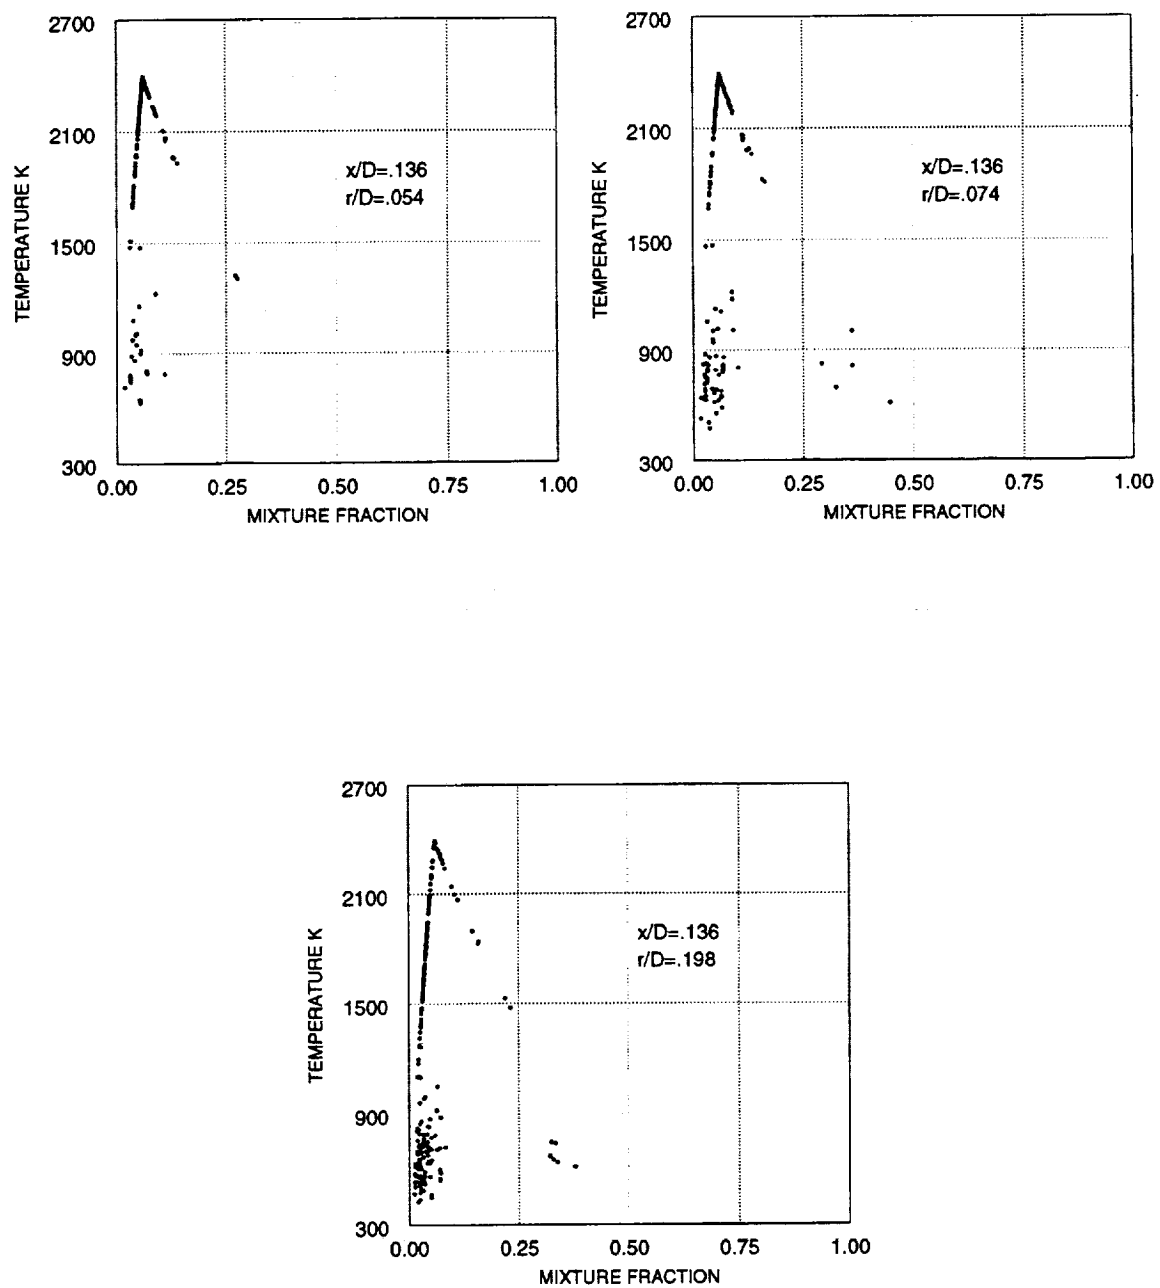 2700
2100
1500
900
300
TEMPERATURE K
x/D=.136
r/D=.054
0.00 0.25 0.50 0.75 1.00
MIXTURE FRACTION
2700
2100
1500
900
300
TEMPERATURE K
x/D=.136
r/D=.074
0.00 0.25 0.50 0.75 1.00
MIXTURE FRACTION
2700
2100
1500
900
300
TEMPERATURE K
x/D=.136
r/D=.198
0.00 0.25 0.50 0.75 1.00
MIXTURE FRACTION